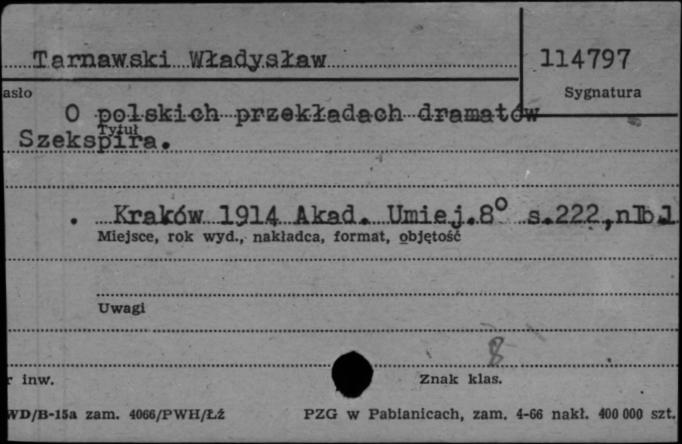 Tarnawski Władysław
114797
asło
Sygnatura
O polskich przekładach dramatów
Tytuł
Szekspira.
. Kraków 1914 Akad. Umiej.8° s.222,nlb.1
Miejsce, rok wyd., nakładca, format, objętość
Uwagi
8
r inw.
Znak klas.
WD/B-15a zam. 4066/PWH/Łź
PZG w Pabianicach, zam. 4-66 nakł. 400 000 szt.